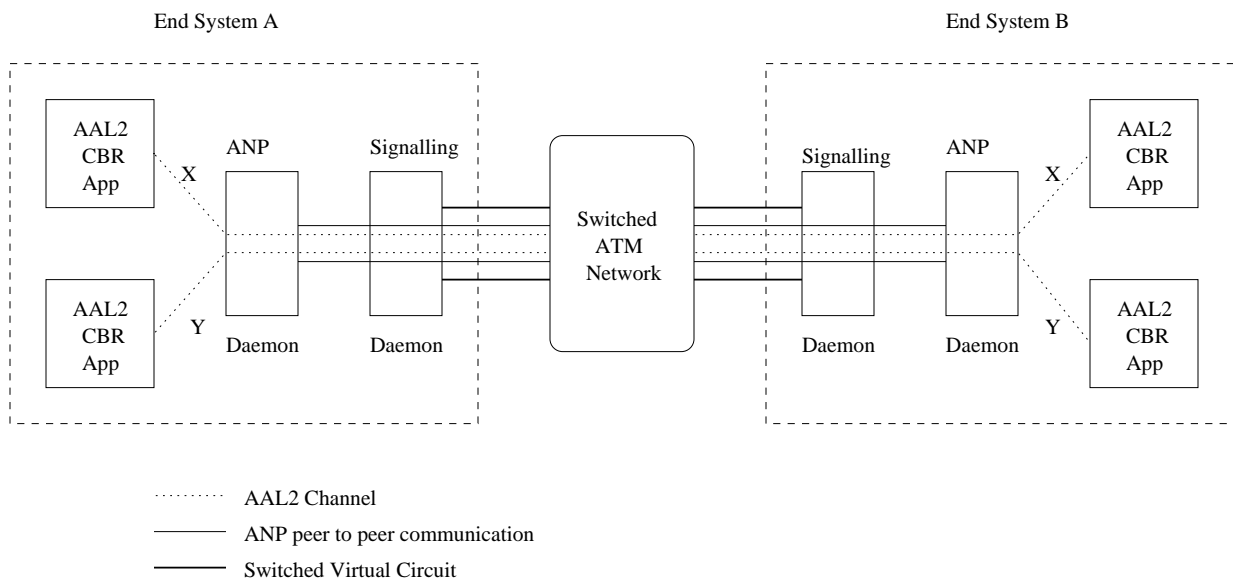 End System A
End System B
AAL2
CBR
App
X
ANP
Signalling
Daemon
Daemon
AAL2
CBR
App
Y
Switched
ATM
Network
Signalling
ANP
Daemon
Daemon
X
AAL2
CBR
App
Y
AAL2
CBR
App
AAL2 Channel
ANP peer to peer communication
Switched Virtual Circuit